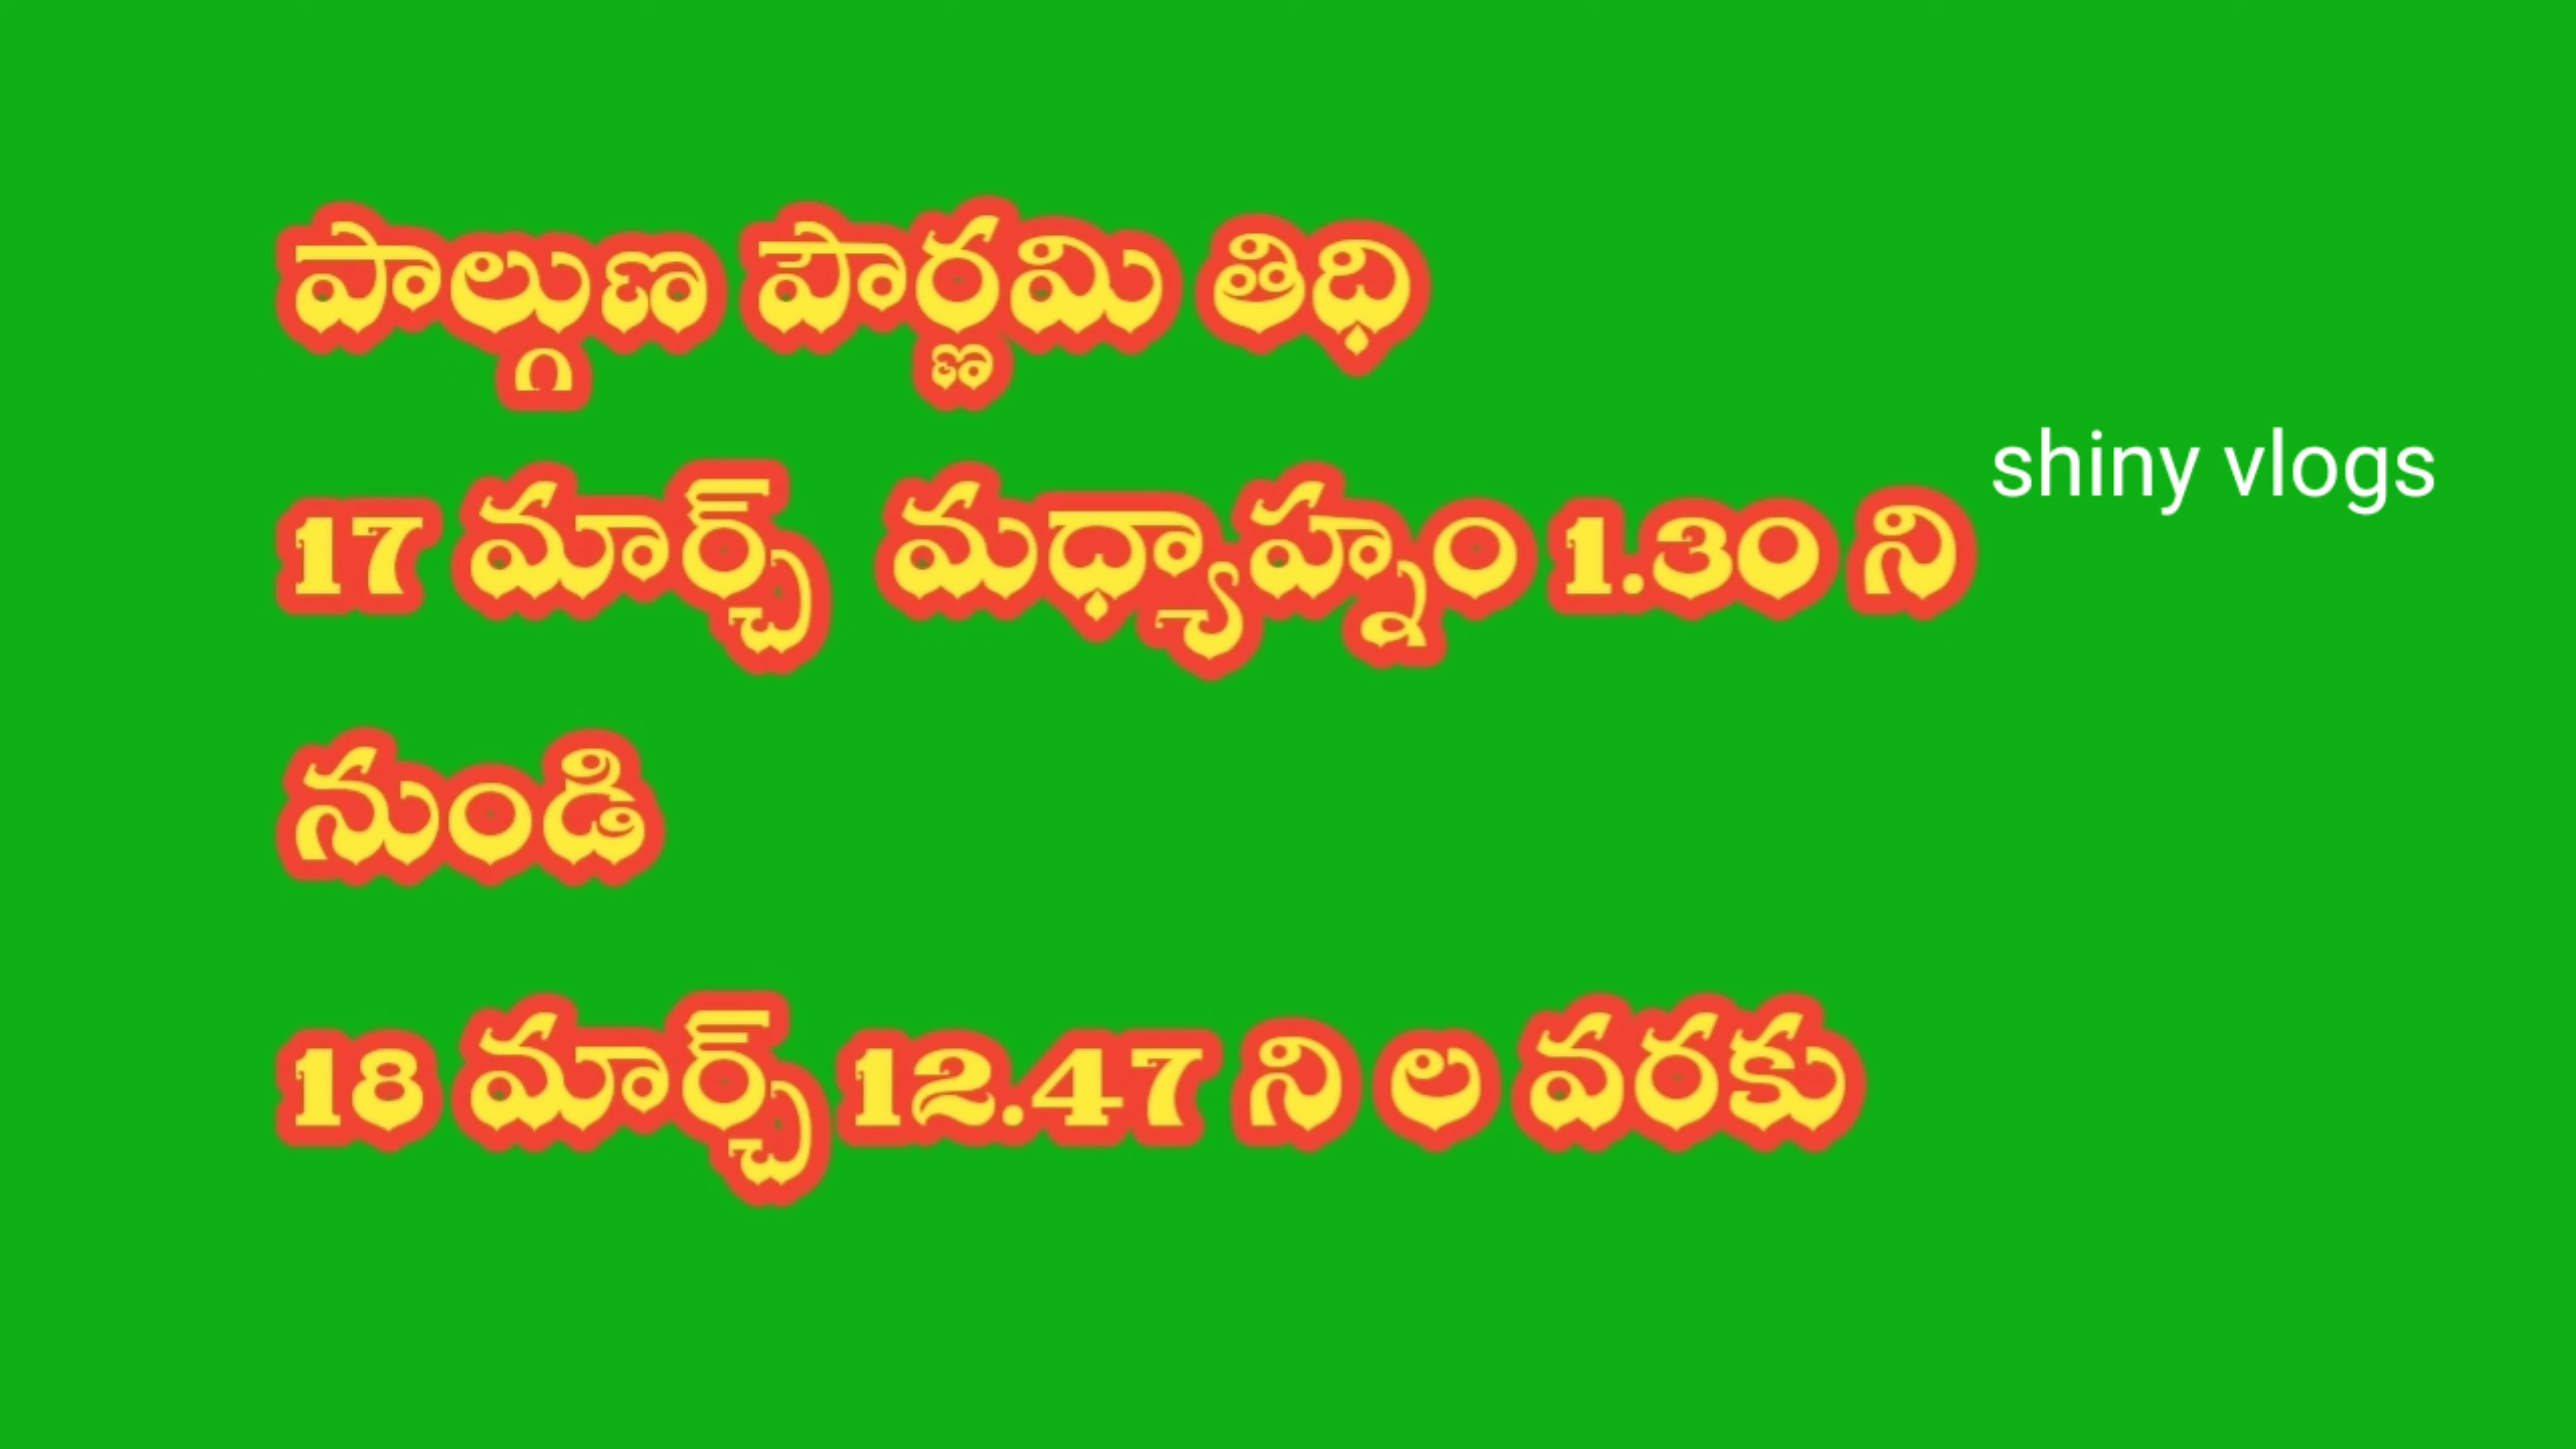 పాల్గుణ పౌర్ణమి తిధి
shiny vlogs
17 మార్చ్ మధ్యాహ్నం 1.30 ని
నుండి
18 మార్చ్ 12.47 ని ల వరకు